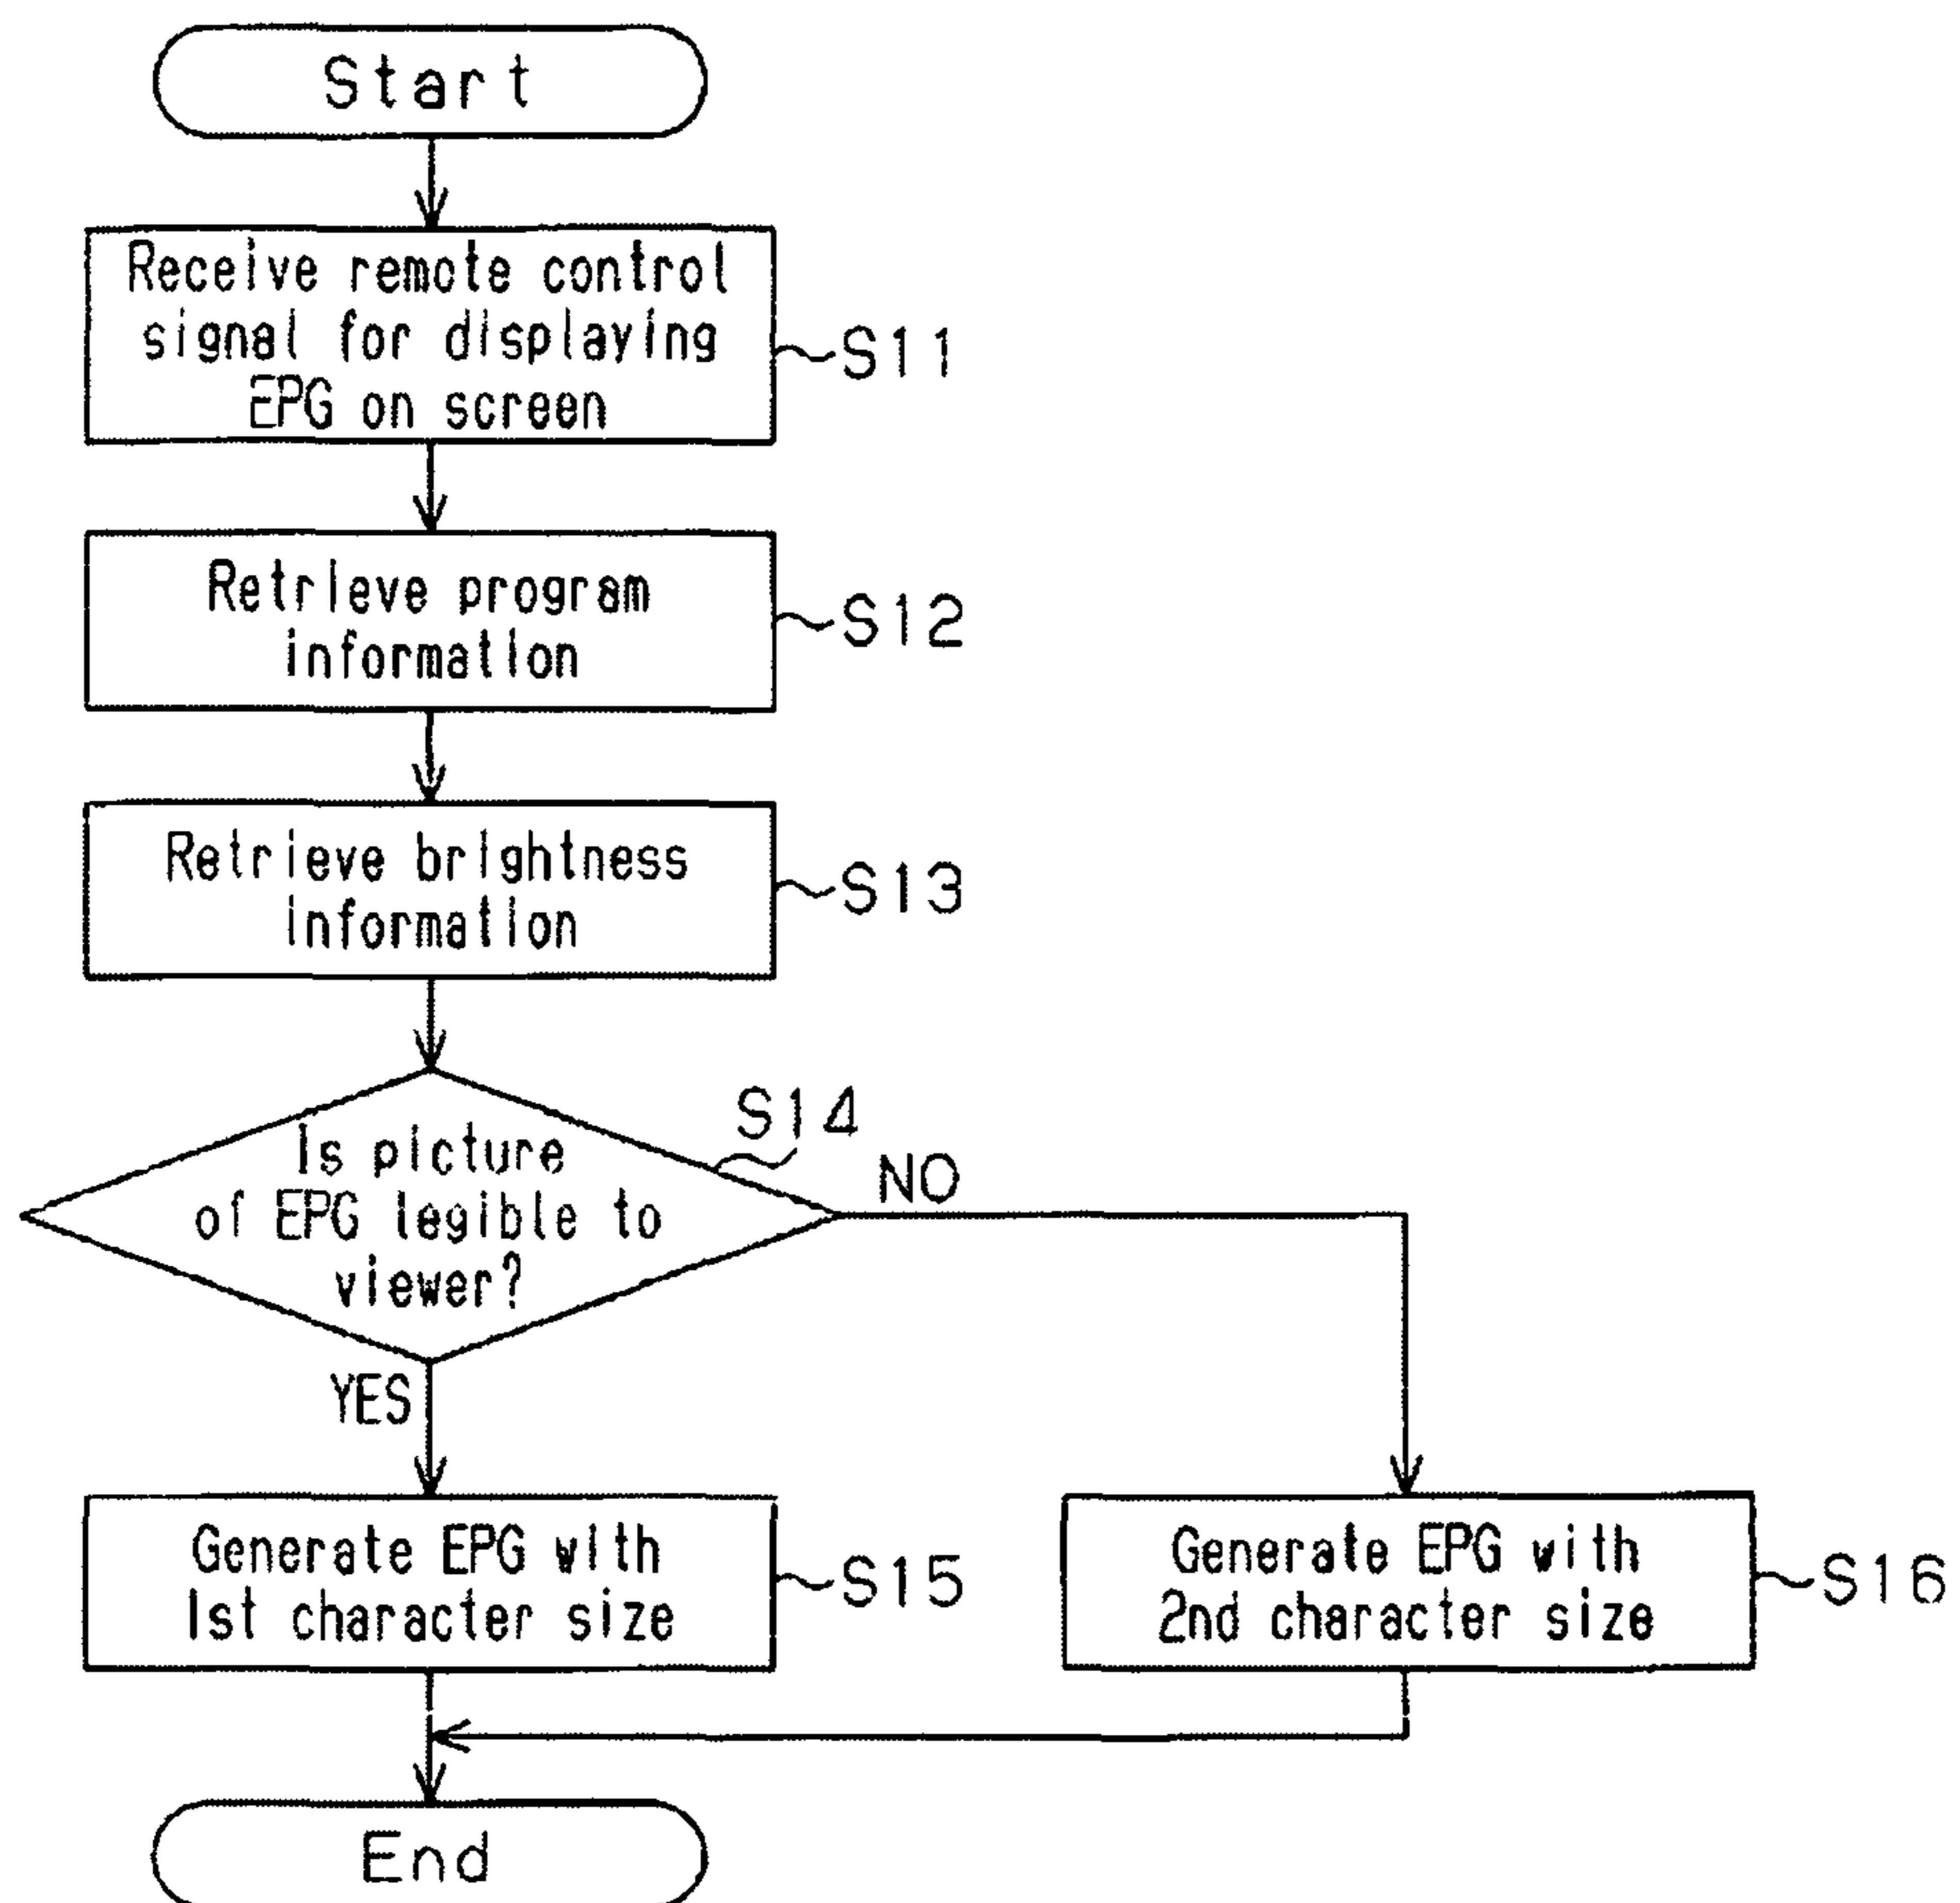 Start
Receive remote control
signal for displaying
EPG on screen
S11
Retrieve program
information
S12
Retrieve brightness
information
S13
S14
Is picture
of EPG legible to
viewer?
NO
YES
Generate EPG with
1st character size
S15
Generate EPG with
2nd character size
S16
End